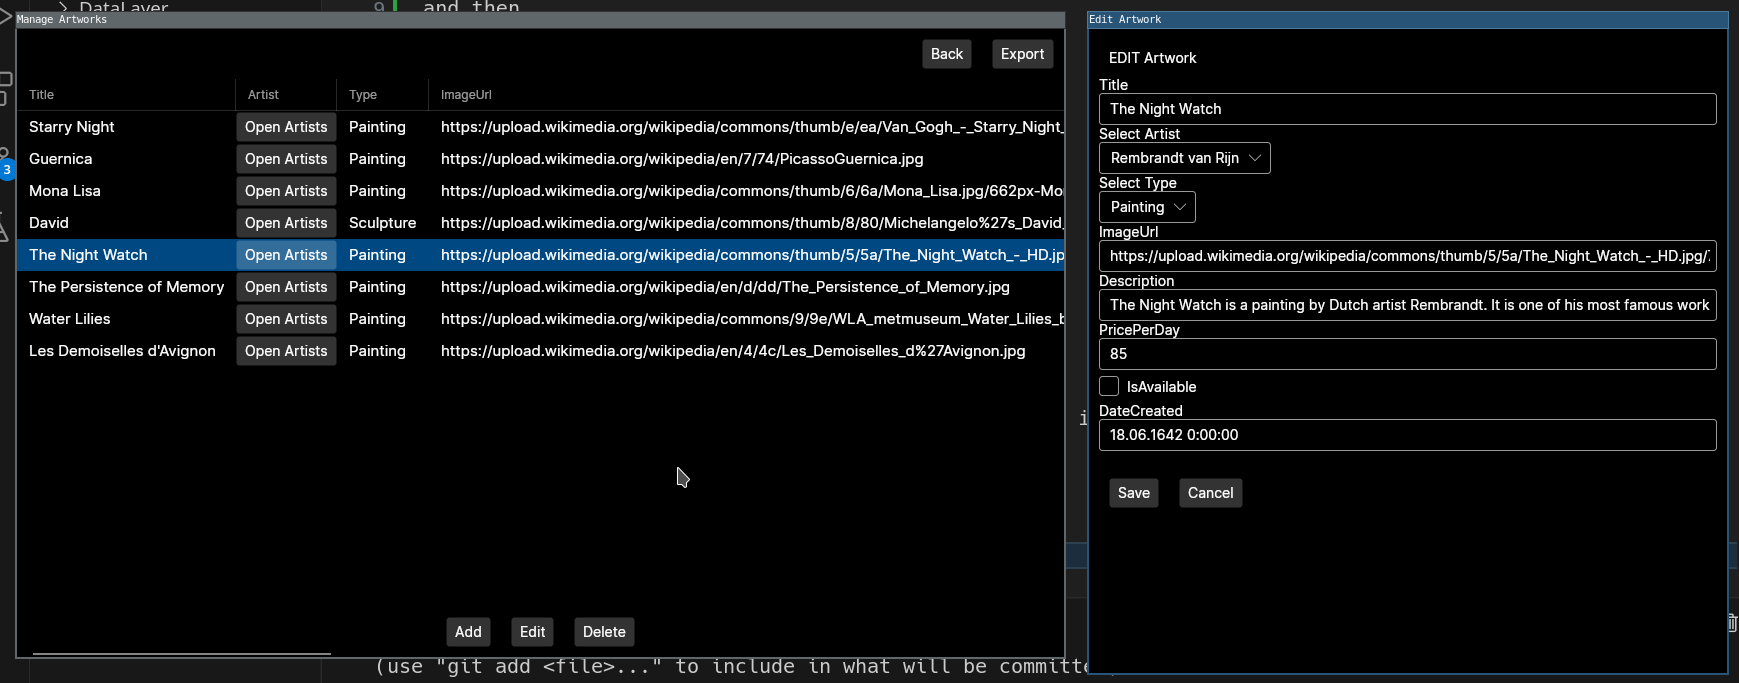 DataLayer
9 and then
Manage Artworks
Back Export
Title Artist Type ImageUrl
Starry Night Open Artists Painting https://upload.wikimedia.org/wikipedia/commons/thumb/e/ea/Van_Gogh_-_Starry_Night_
Guernica Open Artists Painting https://upload.wikimedia.org/wikipedia/en/7/74/PicassoGuernica.jpg
Mona Lisa Open Artists Painting https://upload.wikimedia.org/wikipedia/commons/thumb/6/6a/Mona_Lisa.jpg/662px-Mo
David Open Artists Sculpture https://upload.wikimedia.org/wikipedia/commons/thumb/8/80/Michelangelo%27s_David_
The Night Watch Open Artists Painting https://upload.wikimedia.org/wikipedia/commons/thumb/5/5a/The_Night_Watch_-_HD.jp
The Persistence of Memory Open Artists Painting https://upload.wikimedia.org/wikipedia/en/d/dd/The_Persistence_of_Memory.jpg
Water Lilies Open Artists Painting https://upload.wikimedia.org/wikipedia/commons/9/9e/WLA_metmuseum_Water_Lilies_b
Les Demoiselles d'Avignon Open Artists Painting https://upload.wikimedia.org/wikipedia/en/4/4c/Les_Demoiselles_d%27Avignon.jpg
3
Add Edit Delete
(use "git add <file>..." to include in what will be committe
Edit Artwork
EDIT Artwork
Title
The Night Watch
Select Artist
Rembrandt van Rijn
Select Type
Painting
ImageUrl
https://upload.wikimedia.org/wikipedia/commons/thumb/5/5a/The_Night_Watch_-_HD.jpg/
Description
The Night Watch is a painting by Dutch artist Rembrandt. It is one of his most famous work
PricePerDay
85
IsAvailable
DateCreated
18.06.1642 0:00:00
Save Cancel
i